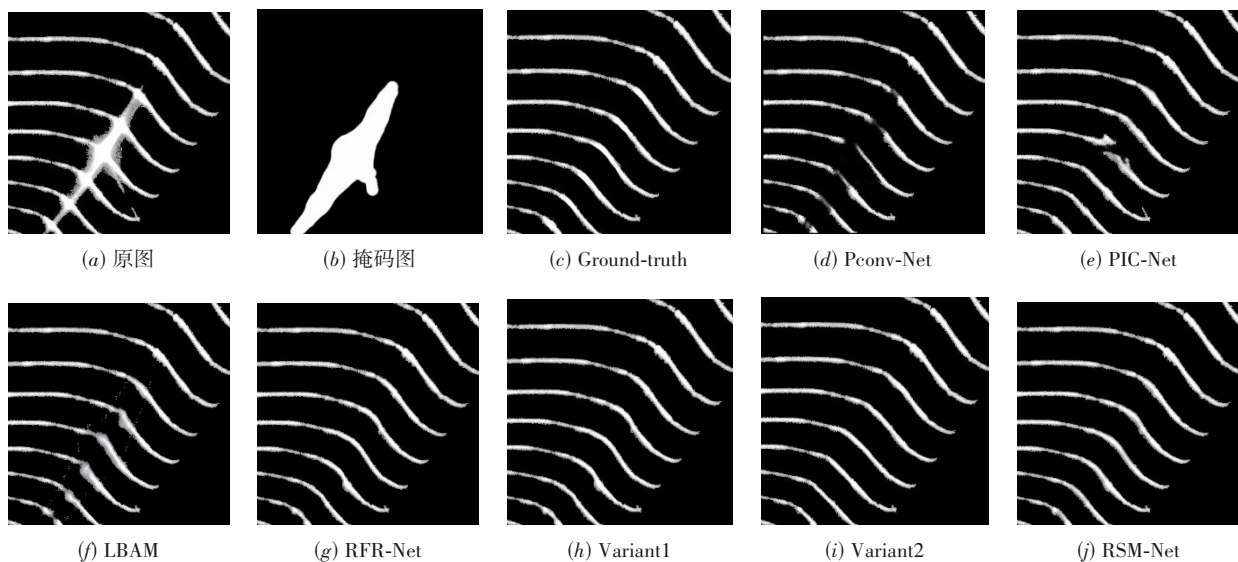 (a) 原图
(b) 掩码图
(c) Ground-truth
(d) Pconv-Net
(e) PIC-Net
(f) LBAM
(g) RFR-Net
(h) Variant1
(i) Variant2
(j) RSM-Net